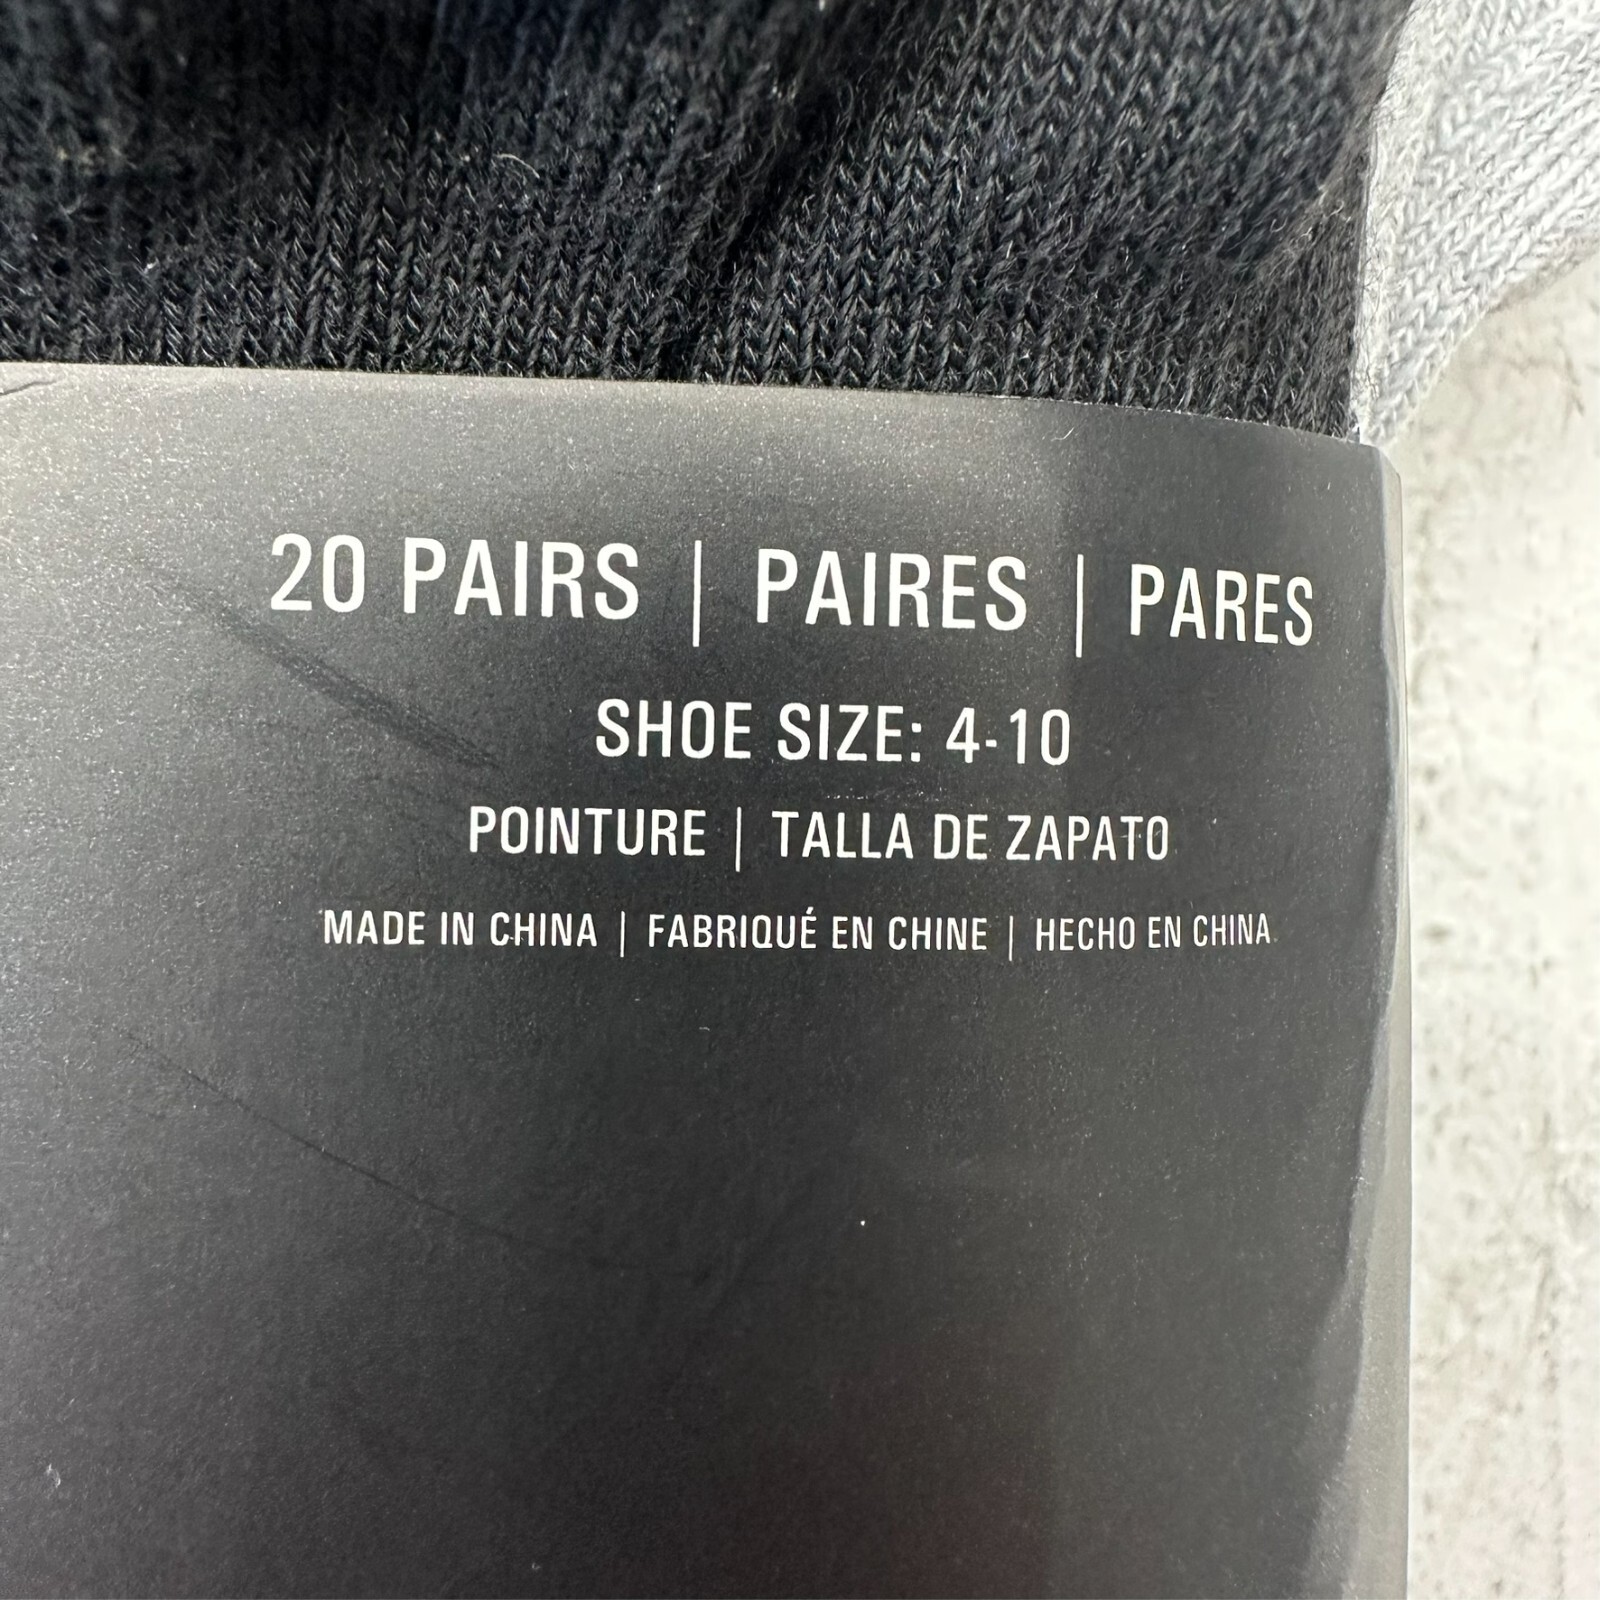 20 PAIRS | PAIRES | PARES
SHOE SIZE: 4-10
POINTURE | TALLA DE ZAPATO
MADE IN CHINA | FABRIQUÉ EN CHINE | HECHO EN CHINA